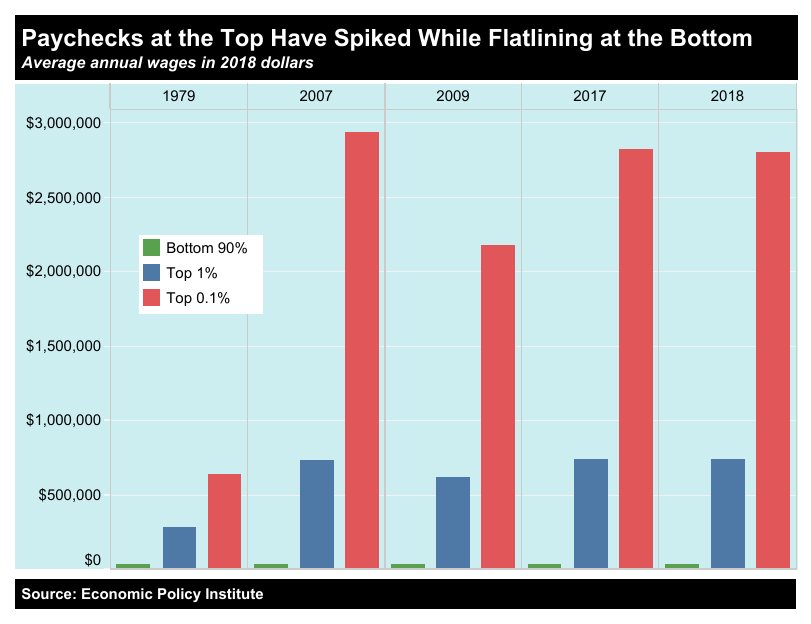 Paychecks at the Top Have Spiked While Flatlining at the Bottom
Average annual wages in 2018 dollars
1979 2007 2009 2017 2018
$3,000,000
$2,500,000
Bottom 90%
$2,000,000
Top 1%
Top 0.1%
$1,500,000
$1,000,000
$500,000
$0
Source: Economic Policy Institute